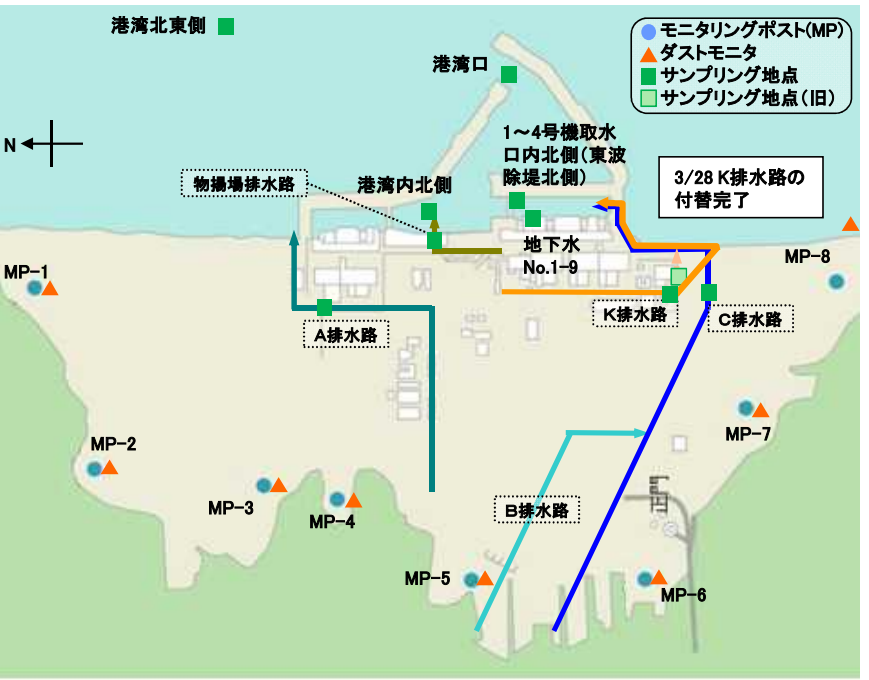 港湾北東側
モニタリングポスト(MP)
ダストモニタ
サンプリング地点
サンプリング地点(旧)
港湾口
N
1～4号機取水
口内北側(東波
除堤北側)
3/28 K排水路の
付替完了
物揚場排水路
港湾内北側
地下水
No.1-9
MP-8
MP-1
K排水路
C排水路
A排水路
MP-7
MP-2
MP-3
MP-4
B排水路
正門
MP-5
MP-6